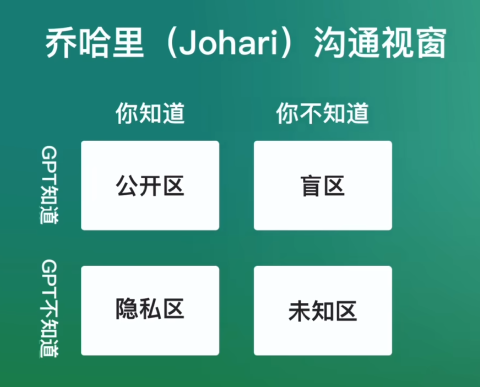 乔哈里（Johari）沟通视窗
你知道
你不知道
GPT知道
公开区
盲区
GPT不知道
隐私区
未知区